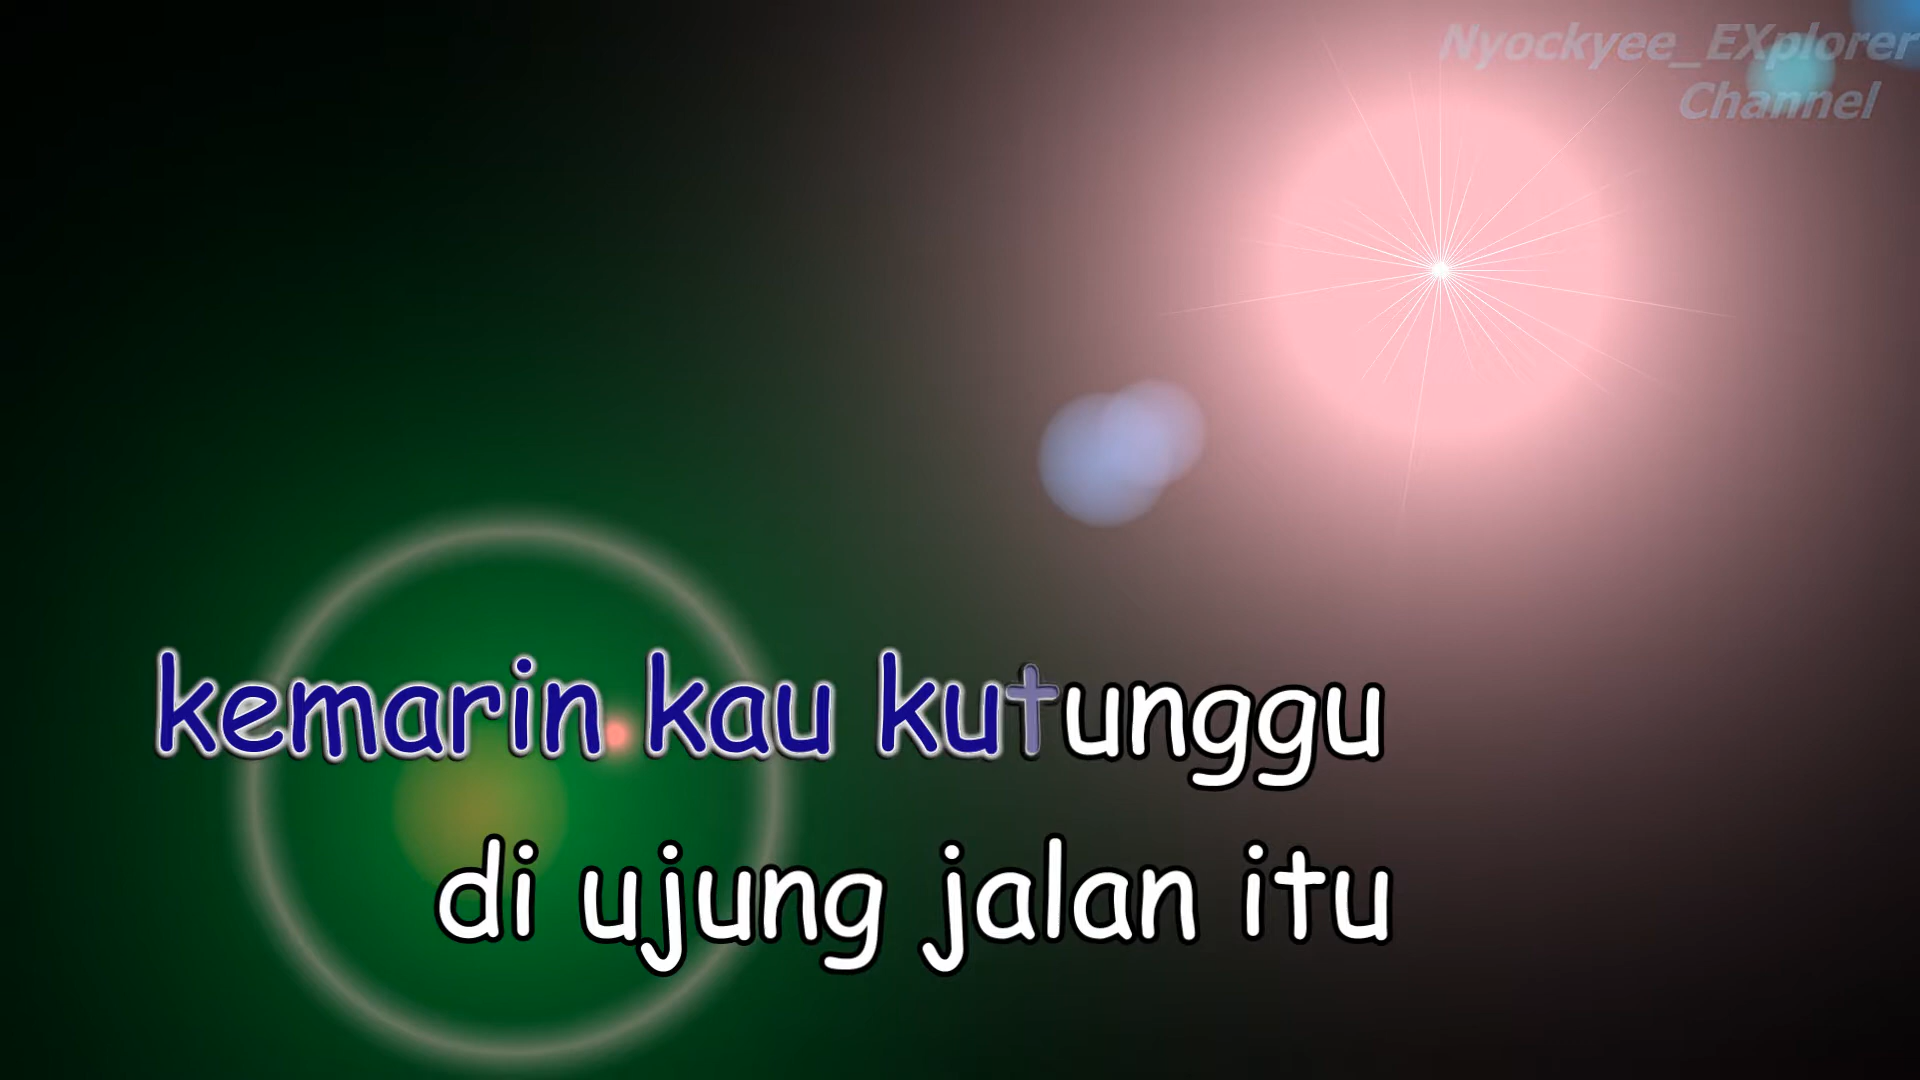 Nyockyee_EXplorer
Channel
kemarin kau kutunggu
di ujung jalan itu